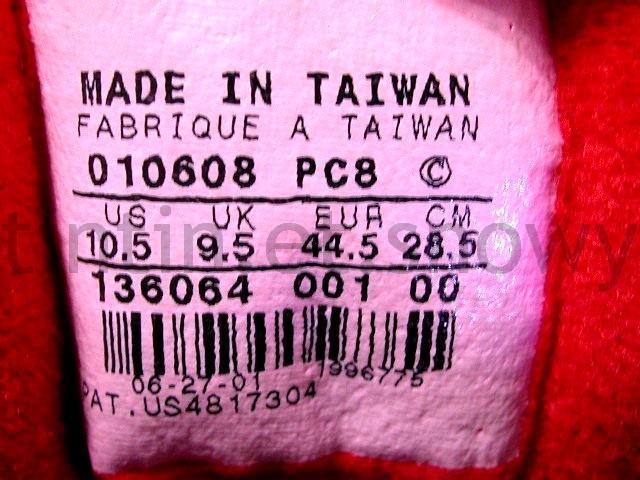 MADE IN TAIWAN
FABRIQUE A TAIWAN
010608 PC8 ©
US UK EUR CM
10.5 9.5 44.5 28.5
136064 001 00
06-27-01 1996775
PAT.US4817304